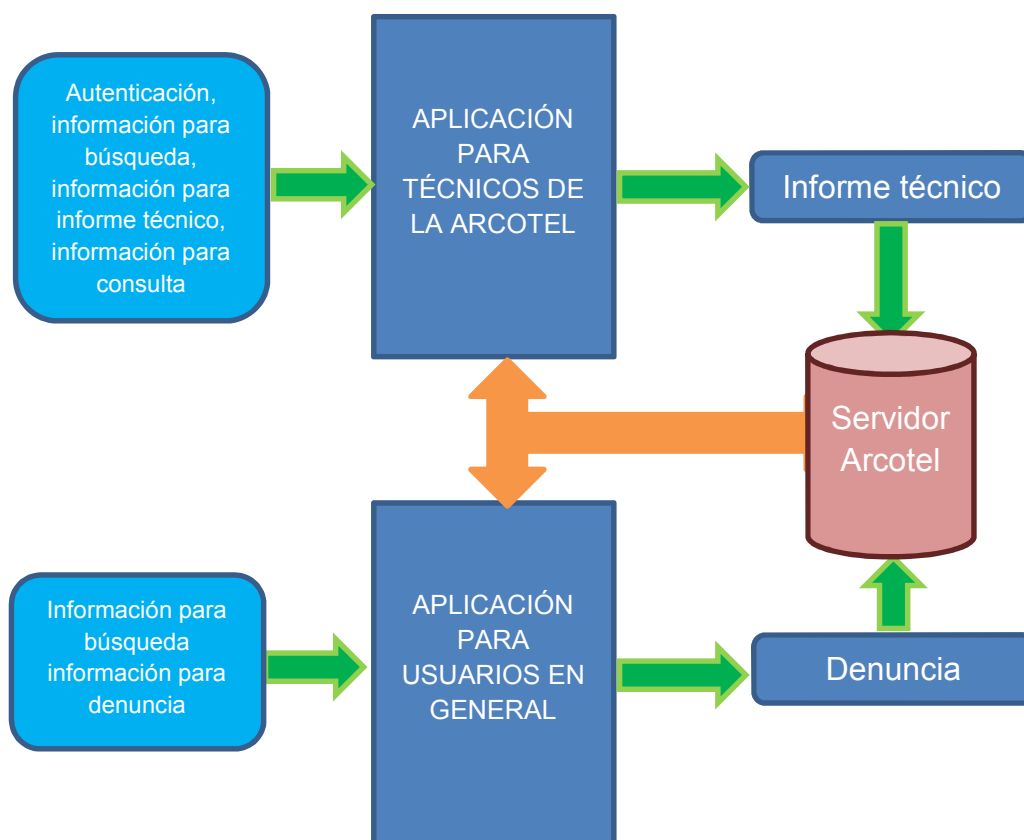 Autenticación,
información para
búsqueda,
información para
informe técnico,
información para
consulta
APLICACIÓN
PARA
TÉCNICOS DE
LA ARCOTEL
Informe técnico
Servidor
Arcotel
Información para
búsqueda
información para
denuncia
APLICACIÓN
PARA
USUARIOS EN
GENERAL
Denuncia